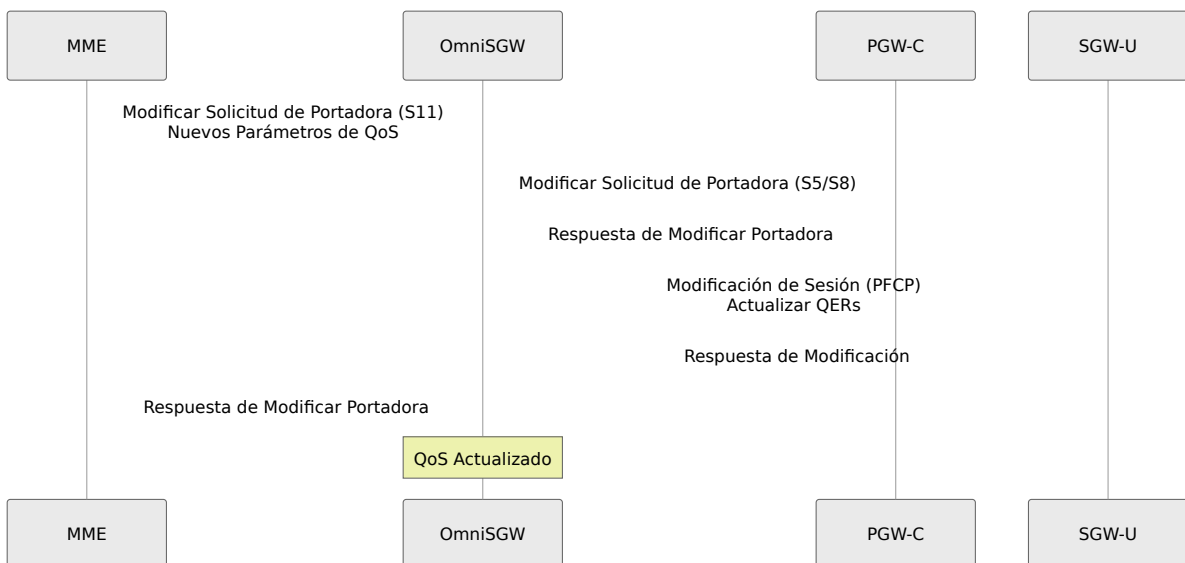 MME
OmniSGW
PGW-C
SGW-U
Modificar Solicitud de Portadora (S11)
Nuevos Parámetros de QoS
Modificar Solicitud de Portadora (S5/S8)
Respuesta de Modificar Portadora
Modificación de Sesión (PFCP)
Actualizar QERs
Respuesta de Modificación
Respuesta de Modificar Portadora
QoS Actualizado
MME
OmniSGW
PGW-C
SGW-U